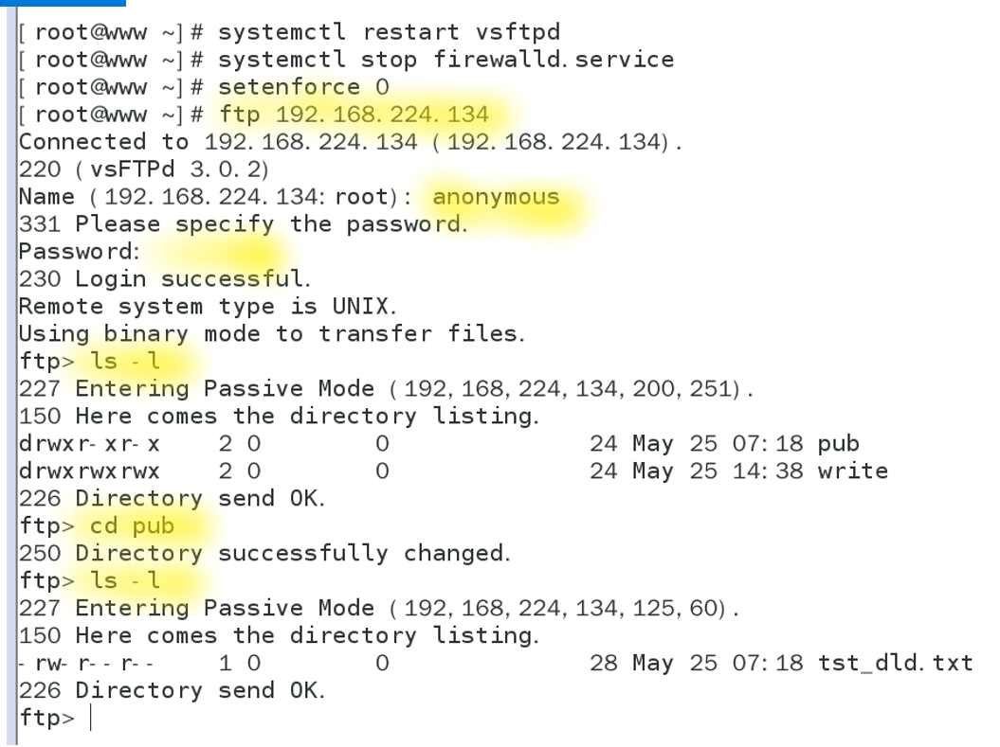 [root@www ~]# systemctl restart vsftpd
[root@www ~]# systemctl stop firewalld.service
[root@www ~]# setenforce 0
[root@www ~]# ftp 192.168.224.134
Connected to 192.168.224.134 (192.168.224.134).
220 (vsFTPd 3.0.2)
Name (192.168.224.134:root): anonymous
331 Please specify the password.
Password:
230 Login successful.
Remote system type is UNIX.
Using binary mode to transfer files.
ftp> ls -l
227 Entering Passive Mode (192,168,224,134,200,251).
150 Here comes the directory listing.
drwxr-xr-x    2 0        0              24 May 25 07:18 pub
drwxrwxrwx    2 0        0              24 May 25 14:38 write
226 Directory send OK.
ftp> cd pub
250 Directory successfully changed.
ftp> ls -l
227 Entering Passive Mode (192,168,224,134,125,60).
150 Here comes the directory listing.
-rw-r--r--    1 0        0              28 May 25 07:18 tst_dld.txt
226 Directory send OK.
ftp>